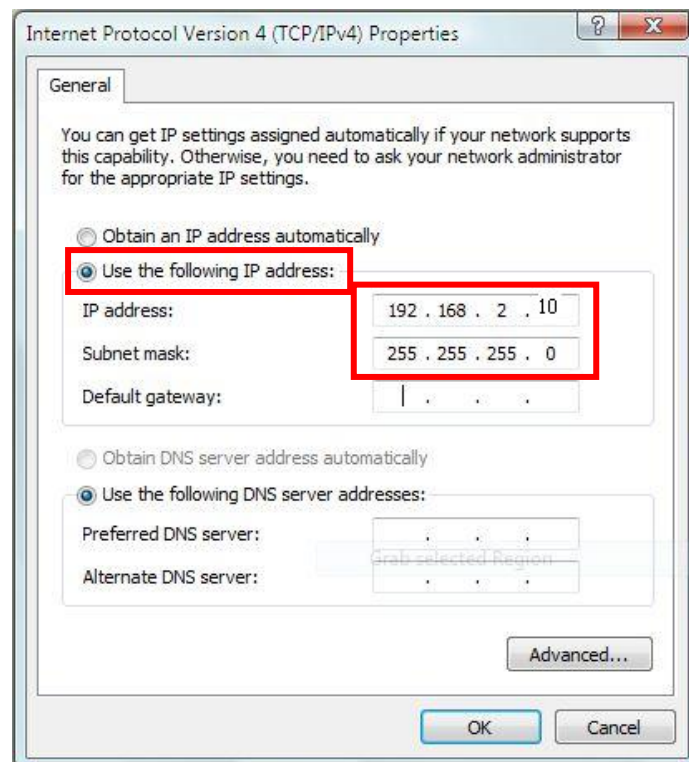 Internet Protocol Version 4 (TCP/IPv4) Properties
General
You can get IP settings assigned automatically if your network supports
this capability. Otherwise, you need to ask your network administrator
for the appropriate IP settings.
Obtain an IP address automatically
Use the following IP address:
IP address: 192 . 168 . 2 . 10
Subnet mask: 255 . 255 . 255 . 0
Default gateway: . . .
Obtain DNS server address automatically
Use the following DNS server addresses:
Preferred DNS server: . . .
Grab selected Region
Alternate DNS server: . . .
Advanced...
OK Cancel